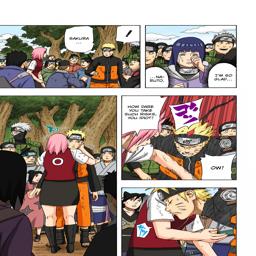 SAKURA
...
!
...NA-
RUTO.
I'M SO
GLAD...
HOW DARE
YOU TAKE
SUCH RISKS,
YOU IDIOT!
OW!